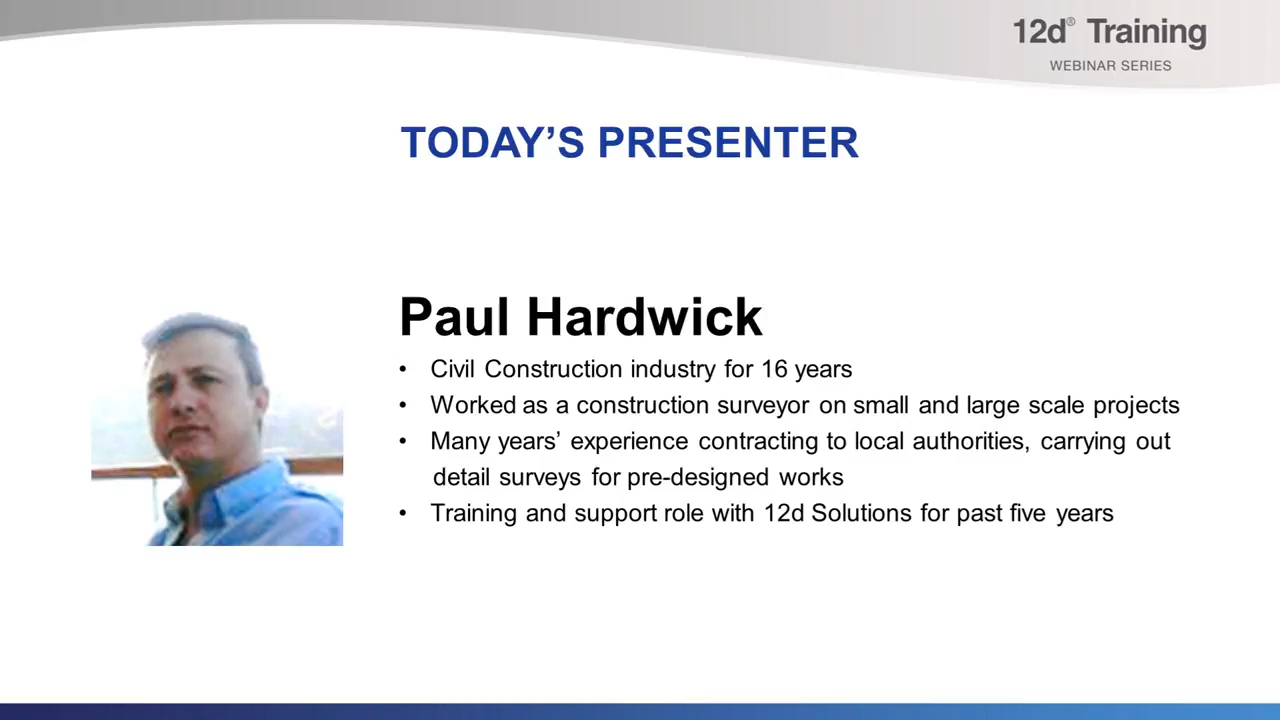 12d® Training
WEBINAR SERIES
TODAY’S PRESENTER
Paul Hardwick
• Civil Construction industry for 16 years
• Worked as a construction surveyor on small and large scale projects
• Many years’ experience contracting to local authorities, carrying out
detail surveys for pre-designed works
• Training and support role with 12d Solutions for past five years